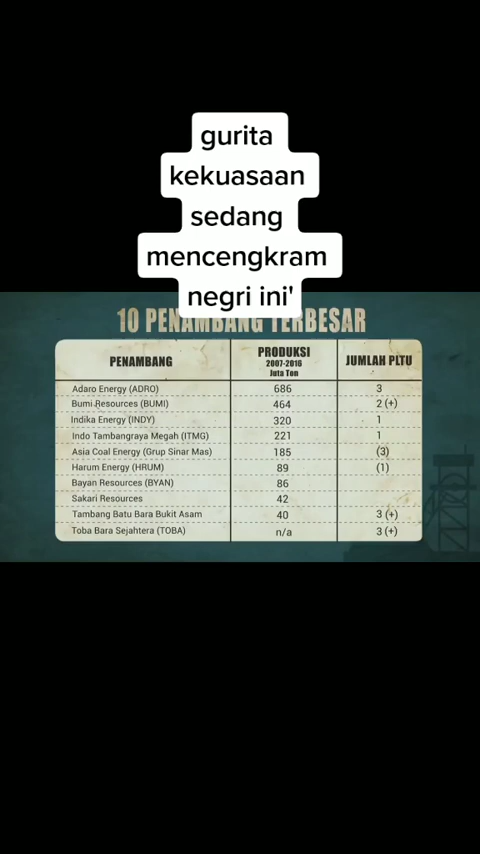 gurita
kekuasaan
sedang
mencengkram
negri ini'
10 PENAMBANG TERBESAR
PENAMBANG PRODUKSI 2007-2016 Juta Ton JUMLAH PLTU
Adaro Energy (ADRO) 686 3
Bumi Resources (BUMI) 464 2 (+)
Indika Energy (INDY) 320 1
Indo Tambangraya Megah (ITMG) 221 1
Asia Coal Energy (Grup Sinar Mas) 185 (3)
Harum Energy (HRUM) 89 (1)
Bayan Resources (BYAN) 86
Sakari Resources 42
Tambang Batu Bara Bukit Asam 40 3 (+)
Toba Bara Sejahtera (TOBA) n/a 3 (+)